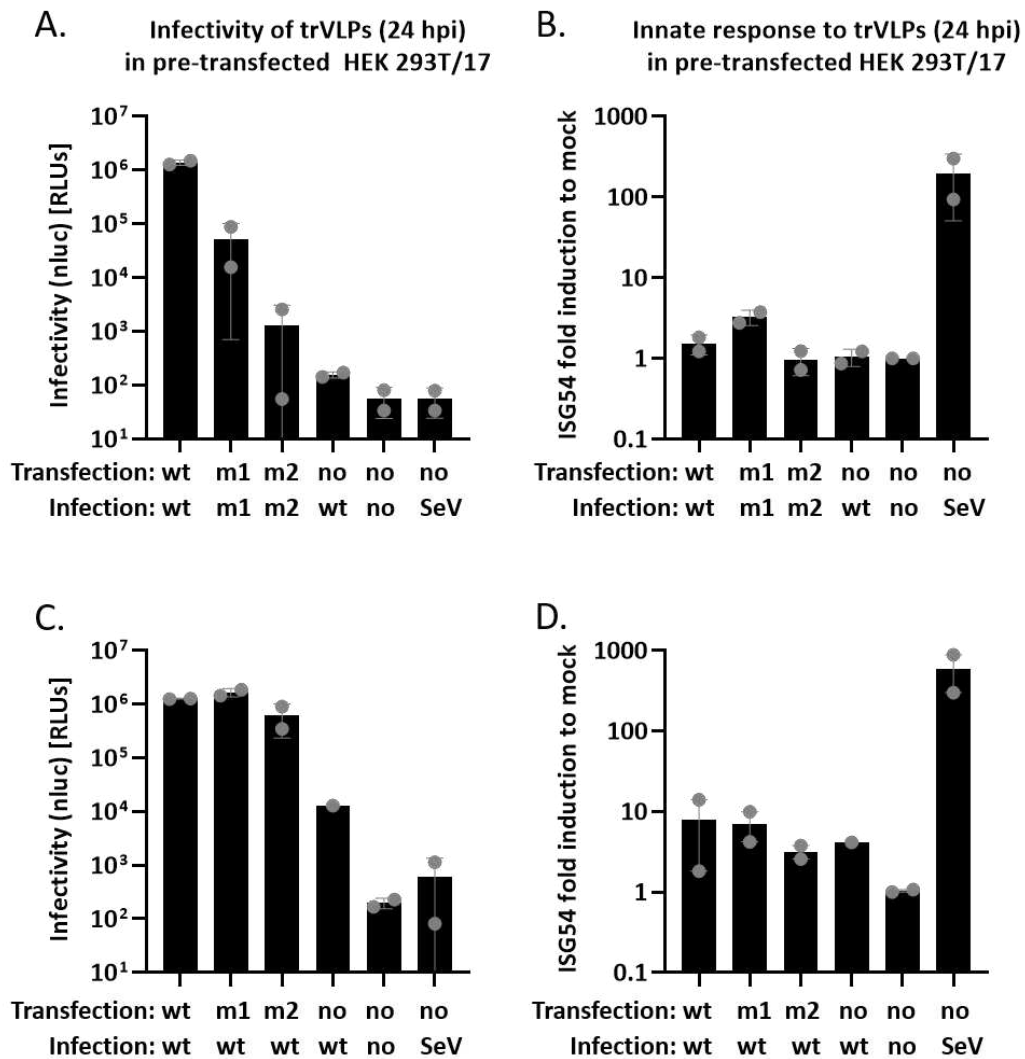 A.
Infectivity of trVLPs (24 hpi)
in pre-transfected HEK 293T/17
Infectivity (nluc) [RLUs]
10⁷
10⁶
10⁵
10⁴
10³
10²
10¹
Transfection: wt m1 m2 no no no
Infection: wt m1 m2 wt no SeV
B.
Innate response to trVLPs (24 hpi)
in pre-transfected HEK 293T/17
ISG54 fold induction to mock
1000
100
10
1
0.1
Transfection: wt m1 m2 no no no
Infection: wt m1 m2 wt no SeV
C.
Infectivity (nluc) [RLUs]
10⁷
10⁶
10⁵
10⁴
10³
10²
10¹
Transfection: wt m1 m2 no no no
Infection: wt wt wt wt no SeV
D.
ISG54 fold induction to mock
1000
100
10
1
0.1
Transfection: wt m1 m2 no no no
Infection: wt wt wt wt no SeV